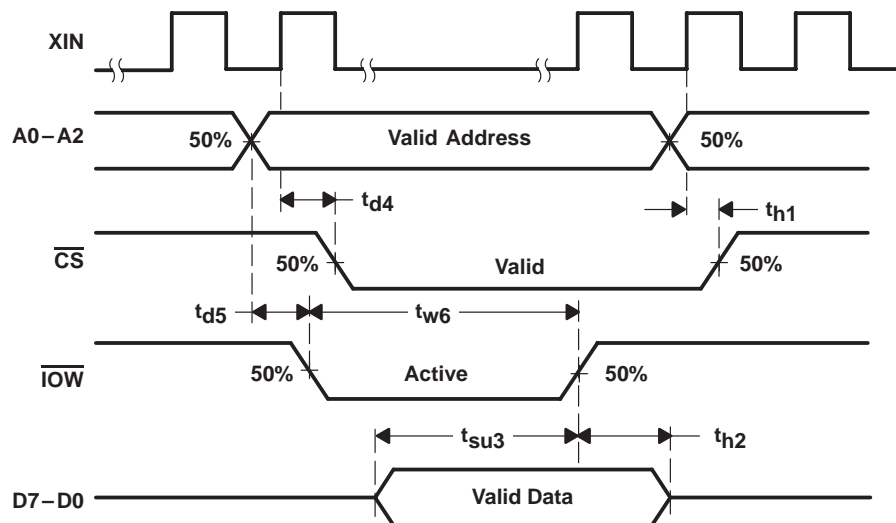 XIN
A0–A2
50%
Valid Address
50%
td4
th1
CS
50%
Valid
50%
td5
tw6
IOW
50%
Active
50%
tsu3
th2
D7–D0
Valid Data